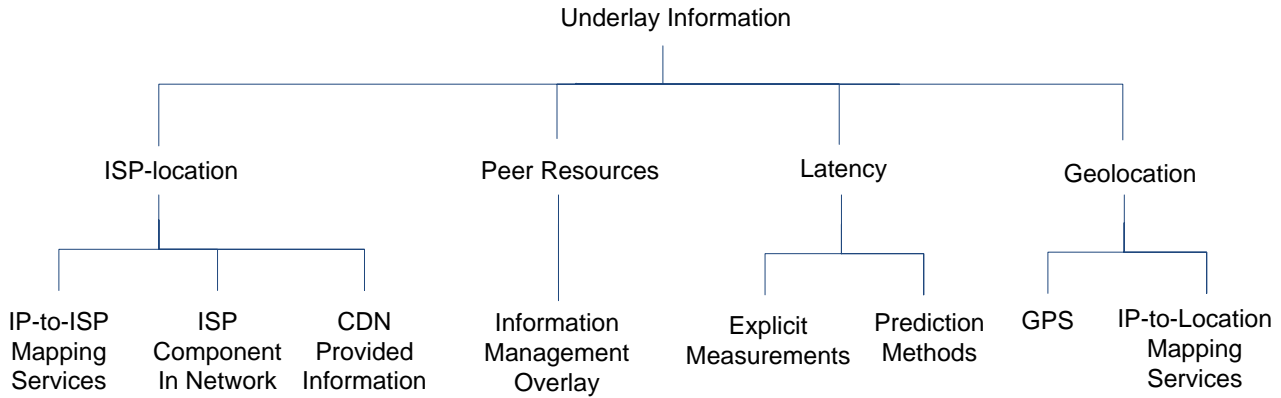 Underlay Information
ISP-location
Peer Resources
Latency
Geolocation
IP-to-ISP
Mapping
Services
ISP
Component
In Network
CDN
Provided
Information
Information
Management
Overlay
Explicit
Measurements
Prediction
Methods
GPS
IP-to-Location
Mapping
Services